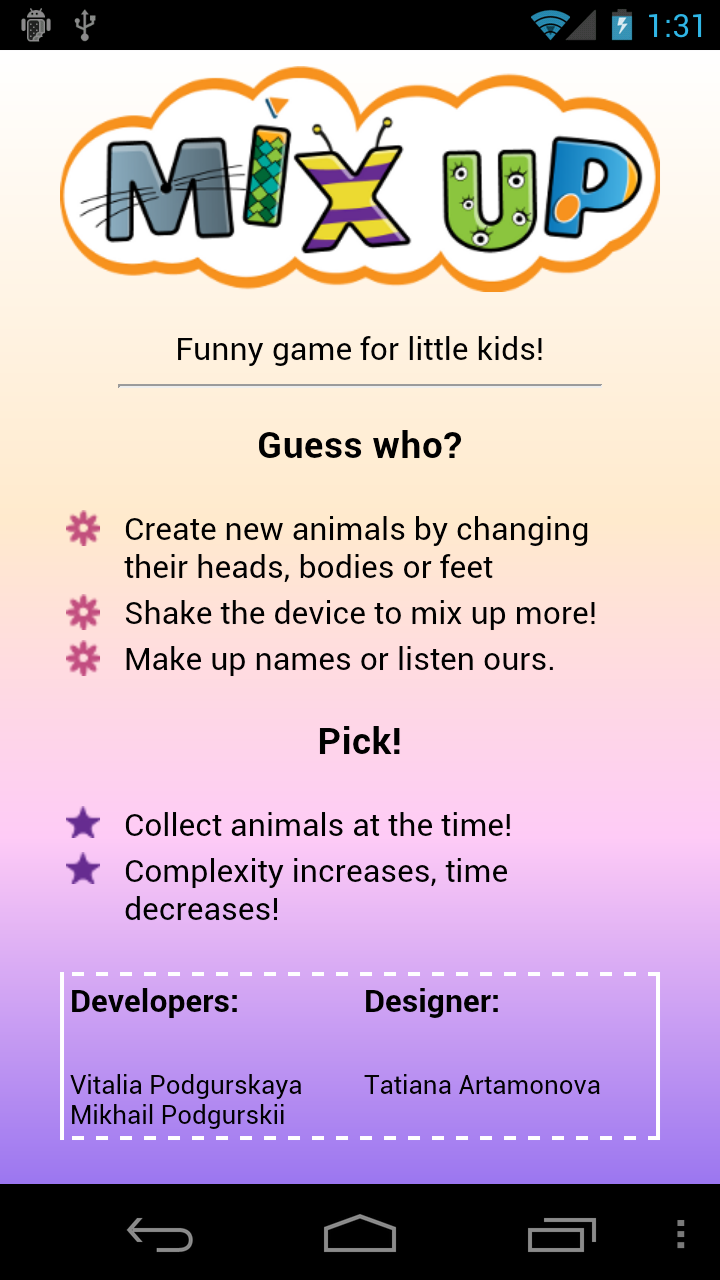 1:31
MIX UP
Funny game for little kids!
Guess who?
Create new animals by changing
their heads, bodies or feet
Shake the device to mix up more!
Make up names or listen ours.
Pick!
Collect animals at the time!
Complexity increases, time
decreases!
Developers: Designer:
Vitalia Podgurskaya Tatiana Artamonova
Mikhail Podgurskii